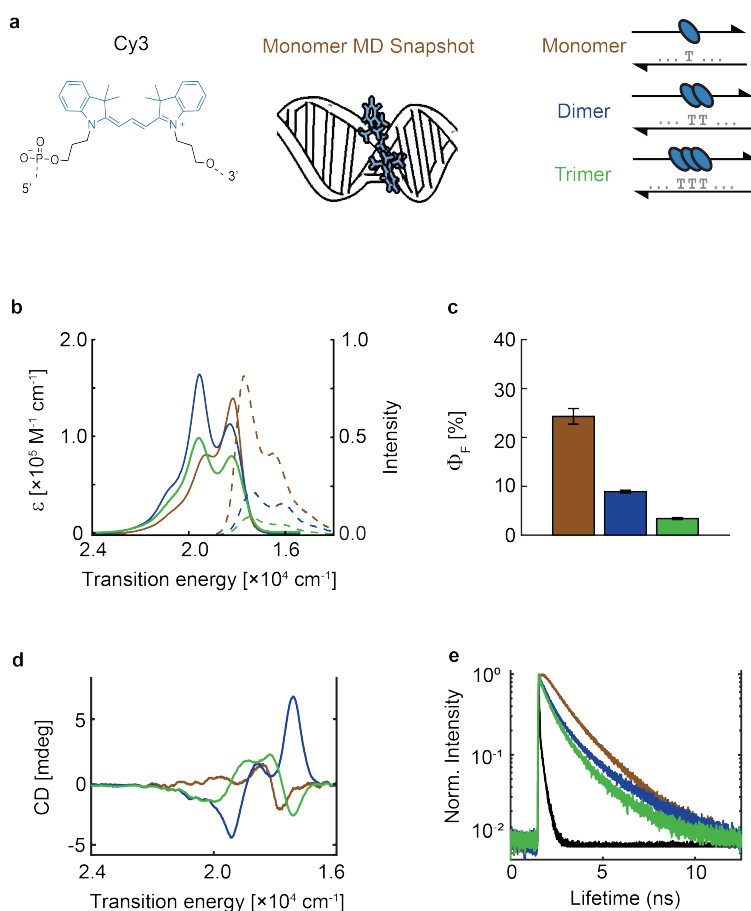 a
Cy3
N
N+
O
O-P-O
O-
5'
O
3'
Monomer MD Snapshot
Monomer
... T ...
Dimer
... TT ...
Trimer
... TTT ...
b
2.0
1.0
0
ε [×10⁵ M⁻¹ cm⁻¹]
1.0
0.5
0.0
Intensity
2.4 2.0 1.6
Transition energy [×10⁴ cm⁻¹]
c
40
30
20
10
0
ΦF [%]
d
5
0
-5
CD [mdeg]
2.4 2.0 1.6
Transition energy [×10⁴ cm⁻¹]
e
10⁰
10⁻¹
10⁻²
Norm. Intensity
0 5 10
Lifetime (ns)